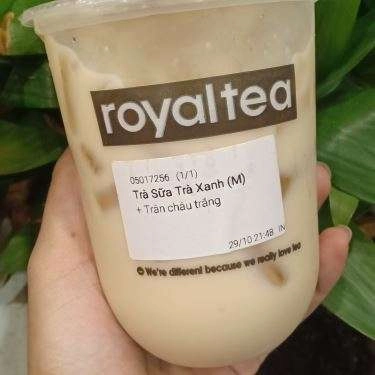 royaltea
05017256 (1/1)
Trà Sữa Trà Xanh (M)
+ Trân châu trắng
29/10 21:48 IN
© We're different because we really love tea